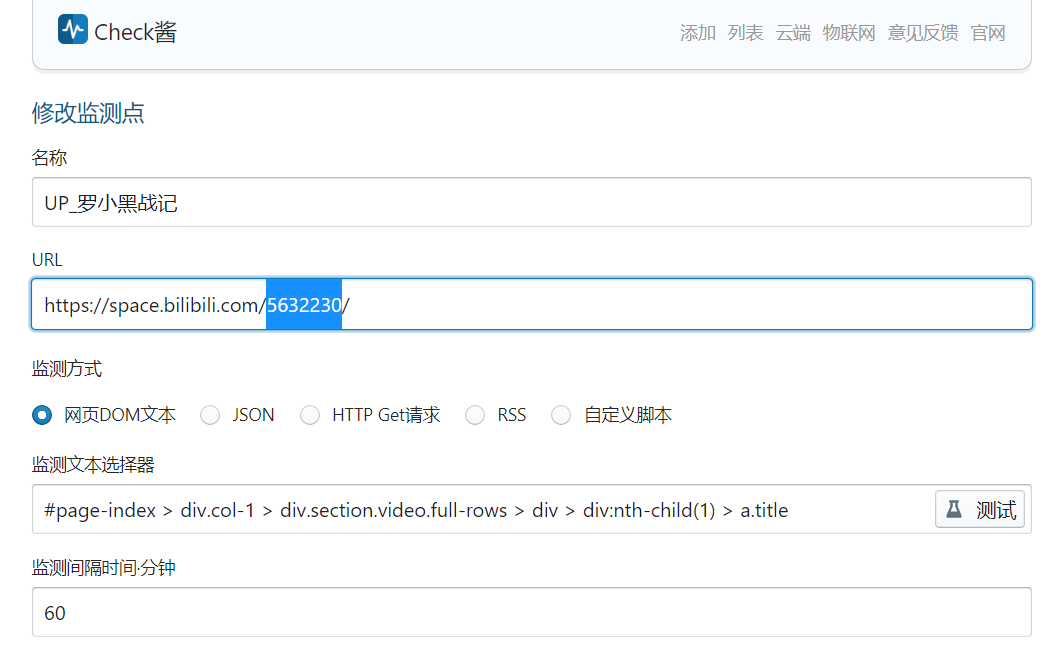 Check酱
添加 列表 云端 物联网 意见反馈 官网
修改监测点
名称
UP_罗小黑战记
URL
https://space.bilibili.com/5632230/
监测方式
网页DOM文本 JSON HTTP Get请求 RSS 自定义脚本
监测文本选择器
#page-index > div.col-1 > div.section.video.full-rows > div > div:nth-child(1) > a.title
测试
监测间隔时间·分钟
60